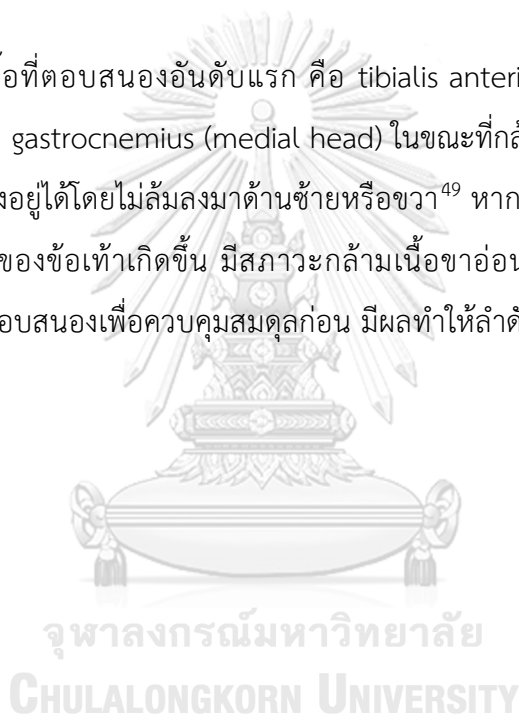 อที่ตอบสนองอันดับแรก คือ tibialis anteri
gastrocnemius (medial head) ในขณะที่กล้
งอยู่ได้โดยไม่ล้มลงมาด้านซ้ายหรือขวา⁴⁹ หาก
ของข้อเท้าเกิดขึ้น มีสภาวะกล้ามเนื้อขาอ่อน
อบสนองเพื่อควบคุมสมดุลก่อน มีผลทำให้ลำดั
จุฬาลงกรณ์มหาวิทยาลัย
CHULALONGKORN UNIVERSITY